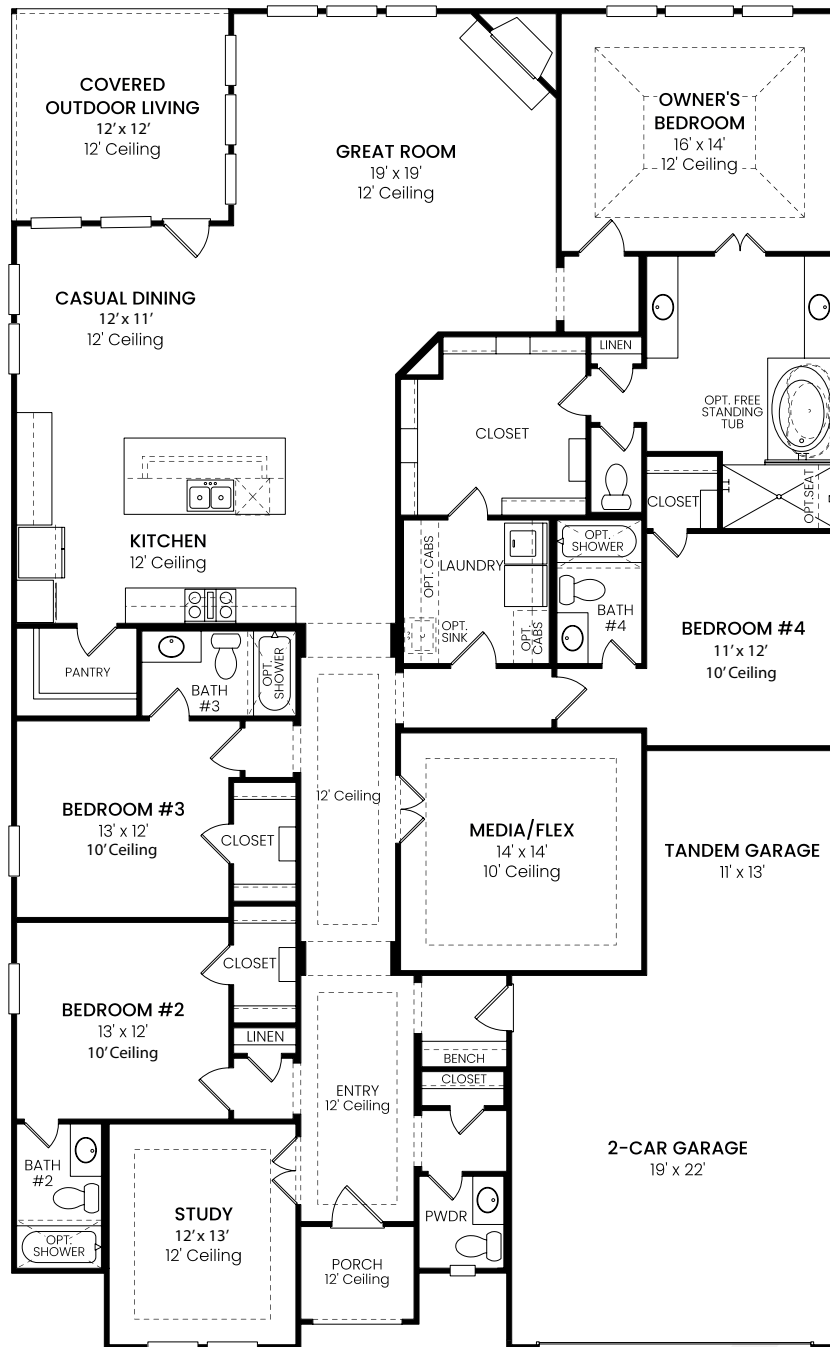 COVERED
OUTDOOR LIVING
12' x 12'
12' Ceiling
GREAT ROOM
19' x 19'
12' Ceiling
OWNER'S
BEDROOM
16' x 14'
12' Ceiling
CASUAL DINING
12' x 11'
12' Ceiling
LINEN
OPT. FREE
STANDING
TUB
CLOSET
CLOSET
OPT. SEAT
KITCHEN
12' Ceiling
OPT. CABS
LAUNDRY
OPT.
SINK
OPT.
CABS
OPT.
SHOWER
BATH
#4
BEDROOM #4
11' x 12'
10' Ceiling
PANTRY
BATH
#3
OPT.
SHOWER
12' Ceiling
BEDROOM #3
13' x 12'
10' Ceiling
CLOSET
MEDIA/FLEX
14' x 14'
10' Ceiling
TANDEM GARAGE
11' x 13'
CLOSET
BEDROOM #2
13' x 12'
10' Ceiling
LINEN
BENCH
CLOSET
ENTRY
12' Ceiling
2-CAR GARAGE
19' x 22'
BATH
#2
OPT.
SHOWER
STUDY
12' x 13'
12' Ceiling
PWDR
PORCH
12' Ceiling